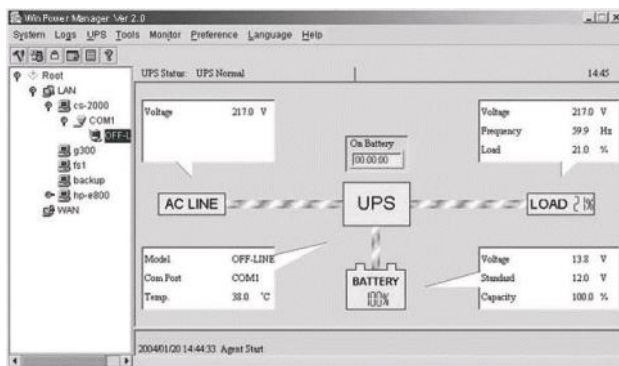 Win Power Manager Ver 2.0
System Logs UPS Tools Monitor Preference Language Help
Root
LAN
cs-2000
COM1
OFF-L
g300
fs1
backup
hp-e800
WAN
UPS Status: UPS Normal 14:45
Voltage 217.0 V
On Battery
00:00:00
Voltage 217.0 V
Frequency 59.9 Hz
Load 21.0 %
AC LINE
UPS
LOAD 21%
Model OFF-LINE
Com Port COM1
Temp. 38.0 °C
BATTERY
100%
Voltage 13.8 V
Standard 12.0 V
Capacity 100.0 %
2004/01/20 14:44:33 Agent Start